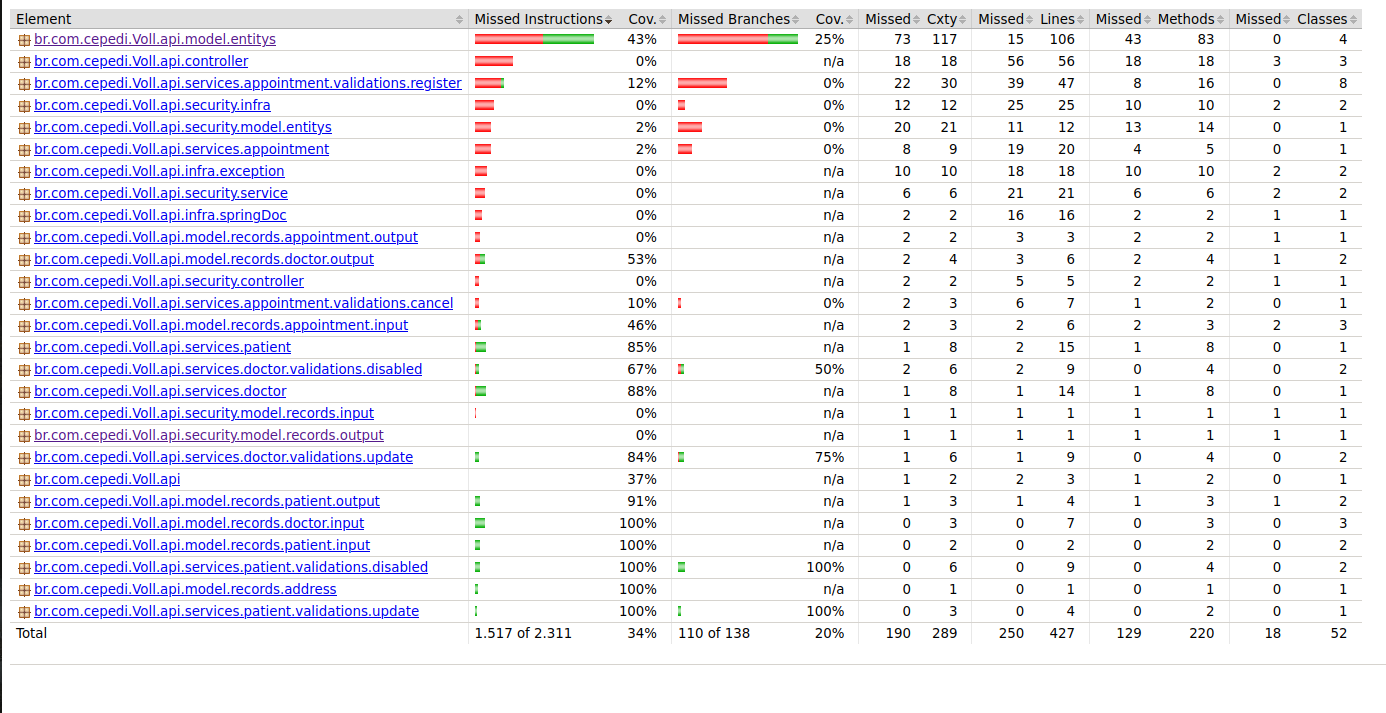 Element Missed Instructions Cov. Missed Branches Cov. Missed Cxty Missed Lines Missed Methods Missed Classes
br.com.cepedi.Voll.api.model.entitys 43% 25% 73 117 15 106 43 83 0 4
br.com.cepedi.Voll.api.controller 0% n/a 18 18 56 56 18 18 3 3
br.com.cepedi.Voll.api.services.appointment.validations.register 12% 0% 22 30 39 47 8 16 0 8
br.com.cepedi.Voll.api.security.infra 0% 0% 12 12 25 25 10 10 2 2
br.com.cepedi.Voll.api.security.model.entitys 2% 0% 20 21 11 12 13 14 0 1
br.com.cepedi.Voll.api.services.appointment 2% 0% 8 9 19 20 4 5 0 1
br.com.cepedi.Voll.api.infra.exception 0% n/a 10 10 18 18 10 10 2 2
br.com.cepedi.Voll.api.security.service 0% n/a 6 6 21 21 6 6 2 2
br.com.cepedi.Voll.api.infra.springDoc 0% n/a 2 2 16 16 2 2 1 1
br.com.cepedi.Voll.api.model.records.appointment.output 0% n/a 2 2 3 3 2 2 1 1
br.com.cepedi.Voll.api.model.records.doctor.output 53% n/a 2 4 3 6 2 4 1 2
br.com.cepedi.Voll.api.security.controller 0% n/a 2 2 5 5 2 2 1 1
br.com.cepedi.Voll.api.services.appointment.validations.cancel 10% 0% 2 3 6 7 1 2 0 1
br.com.cepedi.Voll.api.model.records.appointment.input 46% n/a 2 3 2 6 2 3 2 3
br.com.cepedi.Voll.api.services.patient 85% n/a 1 8 2 15 1 8 0 1
br.com.cepedi.Voll.api.services.doctor.validations.disabled 67% 50% 2 6 2 9 0 4 0 2
br.com.cepedi.Voll.api.services.doctor 88% n/a 1 8 1 14 1 8 0 1
br.com.cepedi.Voll.api.security.model.records.input 0% n/a 1 1 1 1 1 1 1 1
br.com.cepedi.Voll.api.security.model.records.output 0% n/a 1 1 1 1 1 1 1 1
br.com.cepedi.Voll.api.services.doctor.validations.update 84% 75% 1 6 1 9 0 4 0 2
br.com.cepedi.Voll.api 37% n/a 1 2 2 3 1 2 0 1
br.com.cepedi.Voll.api.model.records.patient.output 91% n/a 1 3 1 4 1 3 1 2
br.com.cepedi.Voll.api.model.records.doctor.input 100% n/a 0 3 0 7 0 3 0 3
br.com.cepedi.Voll.api.model.records.patient.input 100% n/a 0 2 0 2 0 2 0 2
br.com.cepedi.Voll.api.services.patient.validations.disabled 100% 100% 0 6 0 9 0 4 0 2
br.com.cepedi.Voll.api.model.records.address 100% n/a 0 1 0 1 0 1 0 1
br.com.cepedi.Voll.api.services.patient.validations.update 100% 100% 0 3 0 4 0 2 0 1
Total 1.517 of 2.311 34% 110 of 138 20% 190 289 250 427 129 220 18 52